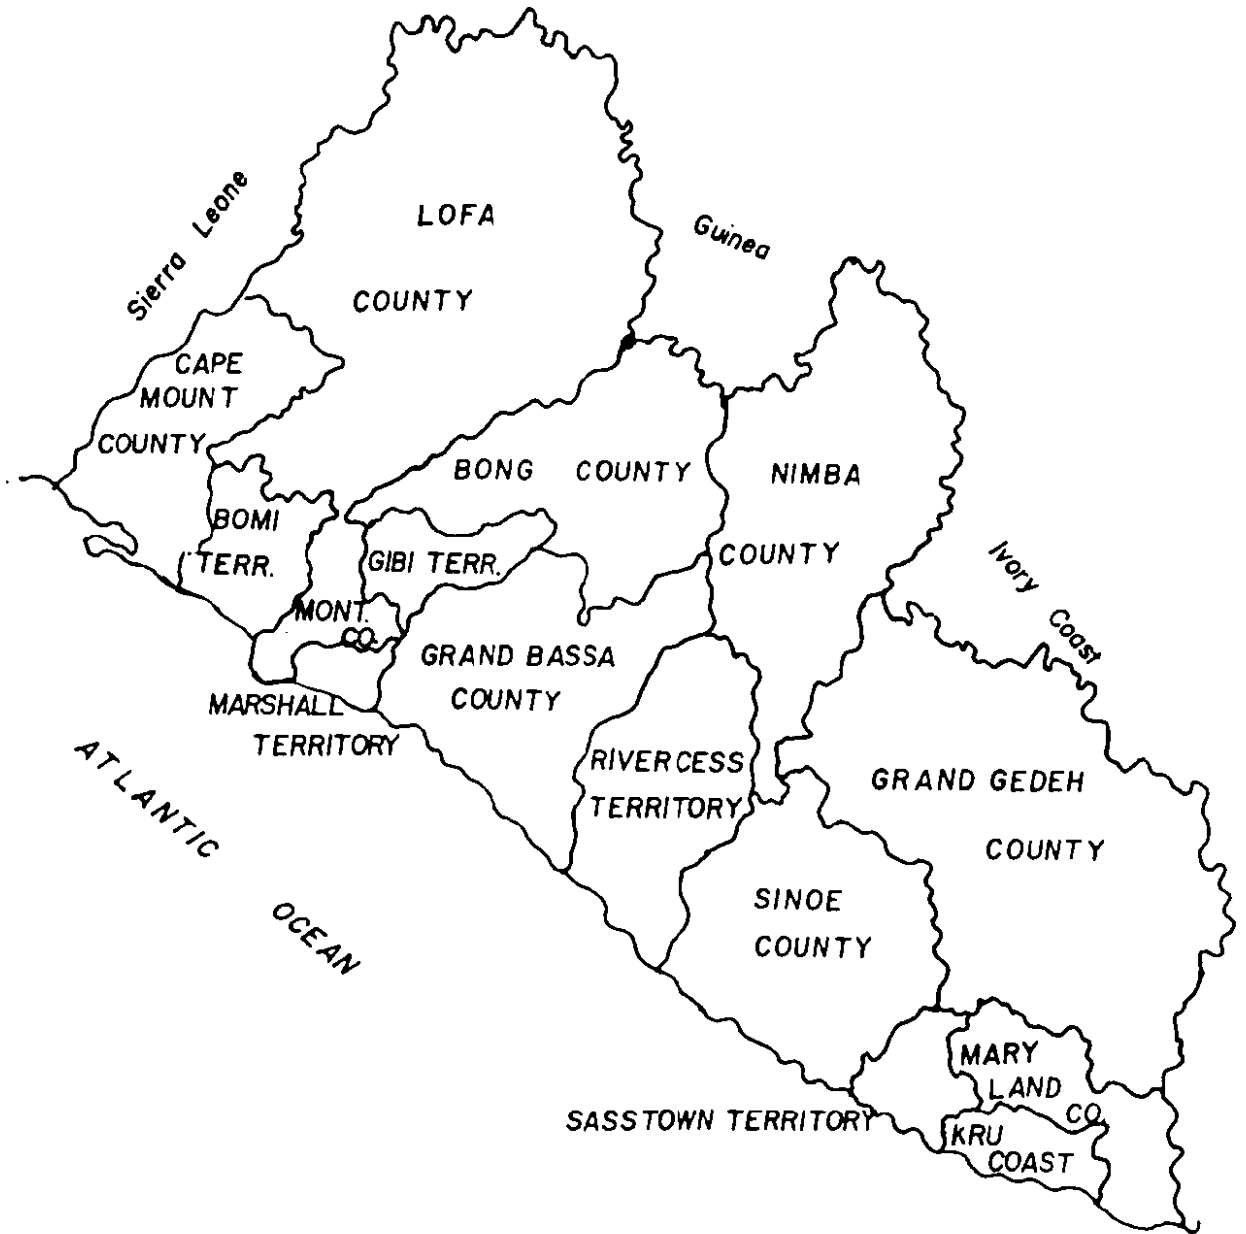 LOFA
COUNTY
Sierra Leone
Guinea
CAPE
MOUNT
COUNTY
BONG COUNTY
NIMBA
COUNTY
BOMI
TERR.
GIBI TERR.
Ivory Coast
MONT.
CO.
GRAND BASSA
COUNTY
MARSHALL
TERRITORY
ATLANTIC
OCEAN
RIVERCESS
TERRITORY
GRAND GEDEH
COUNTY
SINOE
COUNTY
MARY
LAND
CO.
SASSTOWN TERRITORY
KRU
COAST